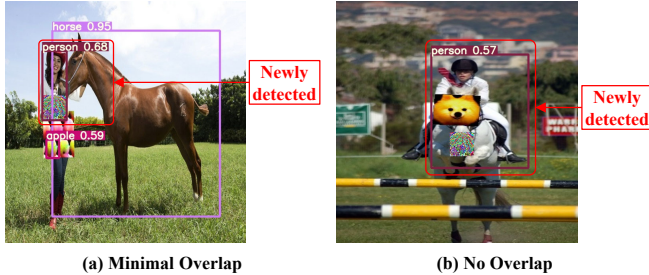 horse 0.95
person 0.68
apple 0.59
Newly
detected
person 0.57
Newly
detected
(a) Minimal Overlap
(b) No Overlap